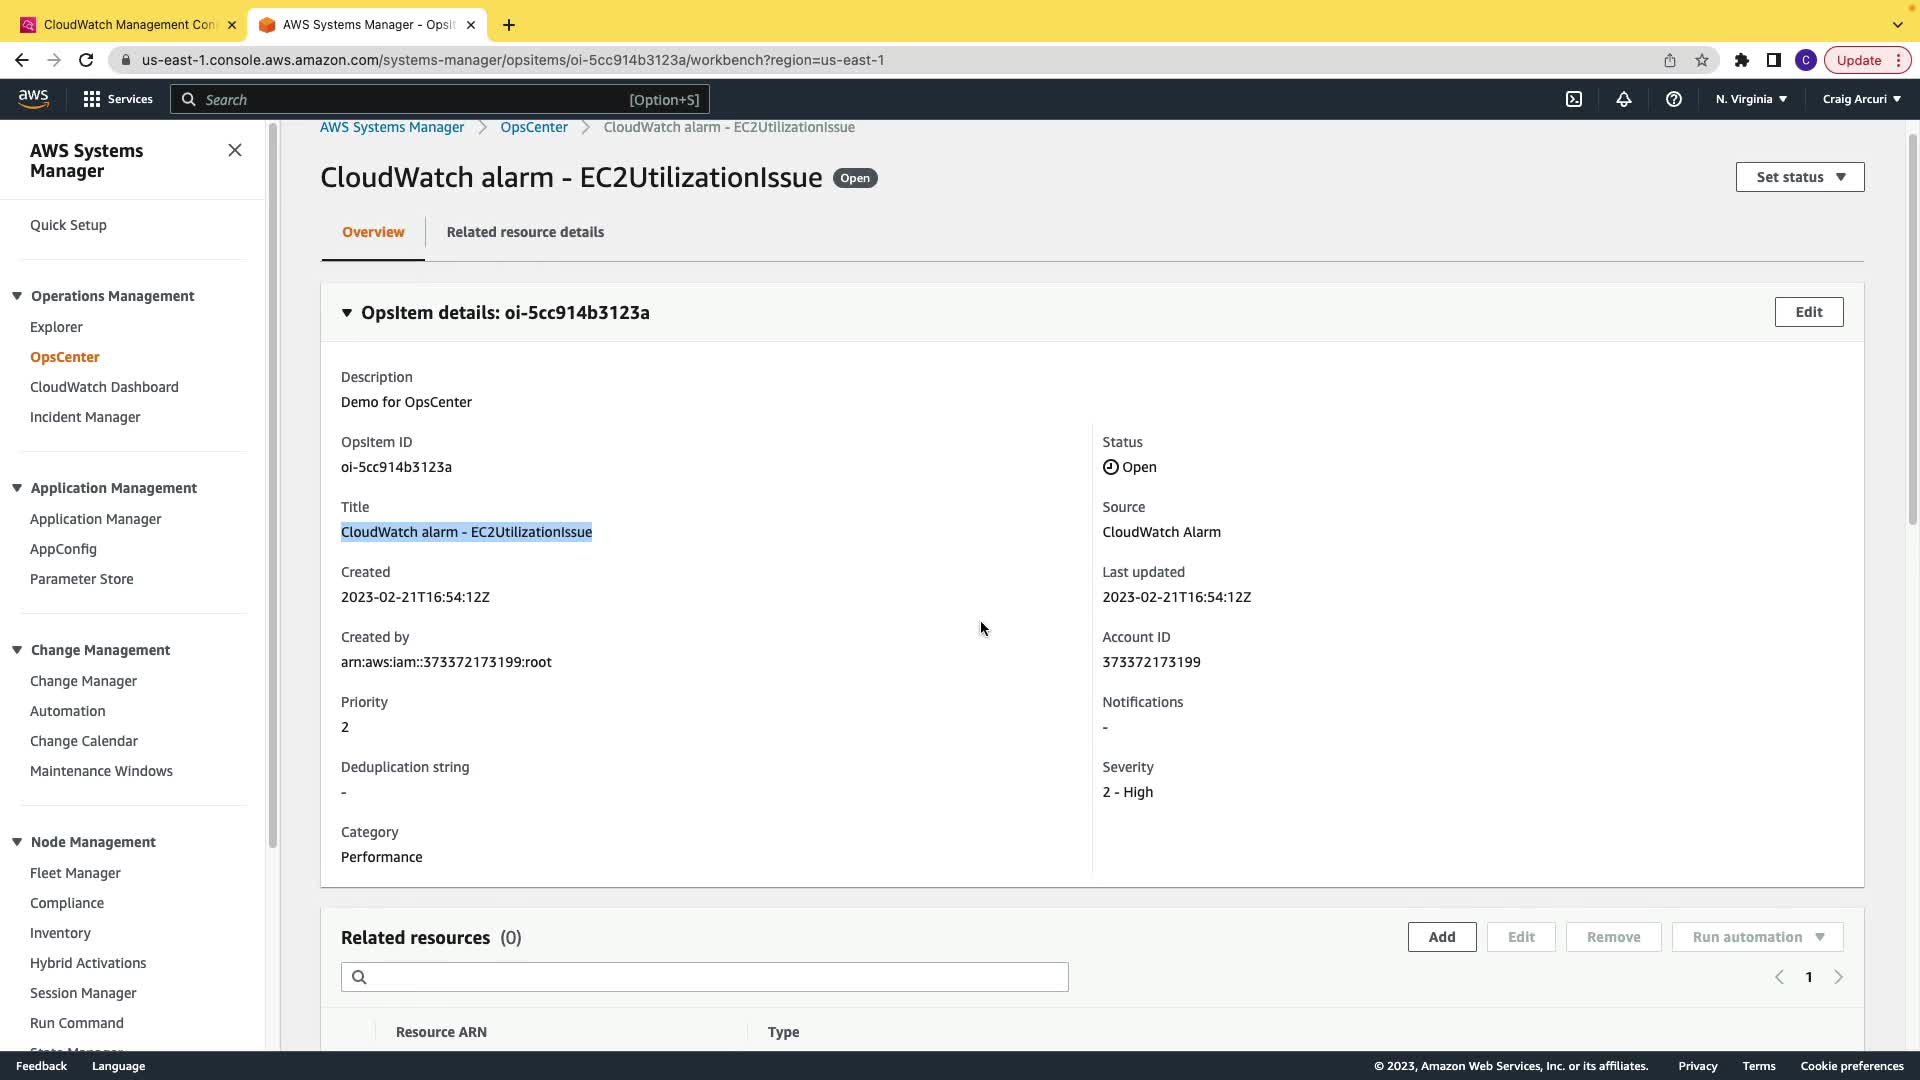 CloudWatch Management Con
AWS Systems Manager - OpsIt
us-east-1.console.aws.amazon.com/systems-manager/opsitems/oi-5cc914b3123a/workbench?region=us-east-1
C
Update
aws
Services
Search
[Option+S]
N. Virginia
Craig Arcuri
AWS Systems Manager
Quick Setup
Operations Management
Explorer
OpsCenter
CloudWatch Dashboard
Incident Manager
Application Management
Application Manager
AppConfig
Parameter Store
Change Management
Change Manager
Automation
Change Calendar
Maintenance Windows
Node Management
Fleet Manager
Compliance
Inventory
Hybrid Activations
Session Manager
Run Command
AWS Systems Manager > OpsCenter > CloudWatch alarm - EC2UtilizationIssue
CloudWatch alarm - EC2UtilizationIssue
Open
Set status
Overview
Related resource details
OpsItem details: oi-5cc914b3123a
Edit
Description
Demo for OpsCenter
OpsItem ID
oi-5cc914b3123a
Status
Open
Title
CloudWatch alarm - EC2UtilizationIssue
Source
CloudWatch Alarm
Created
2023-02-21T16:54:12Z
Last updated
2023-02-21T16:54:12Z
Created by
arn:aws:iam::373372173199:root
Account ID
373372173199
Priority
2
Notifications
-
Deduplication string
-
Severity
2 - High
Category
Performance
Related resources (0)
Add
Edit
Remove
Run automation
1
Resource ARN
Type
Feedback
Language
© 2023, Amazon Web Services, Inc. or its affiliates.
Privacy
Terms
Cookie preferences